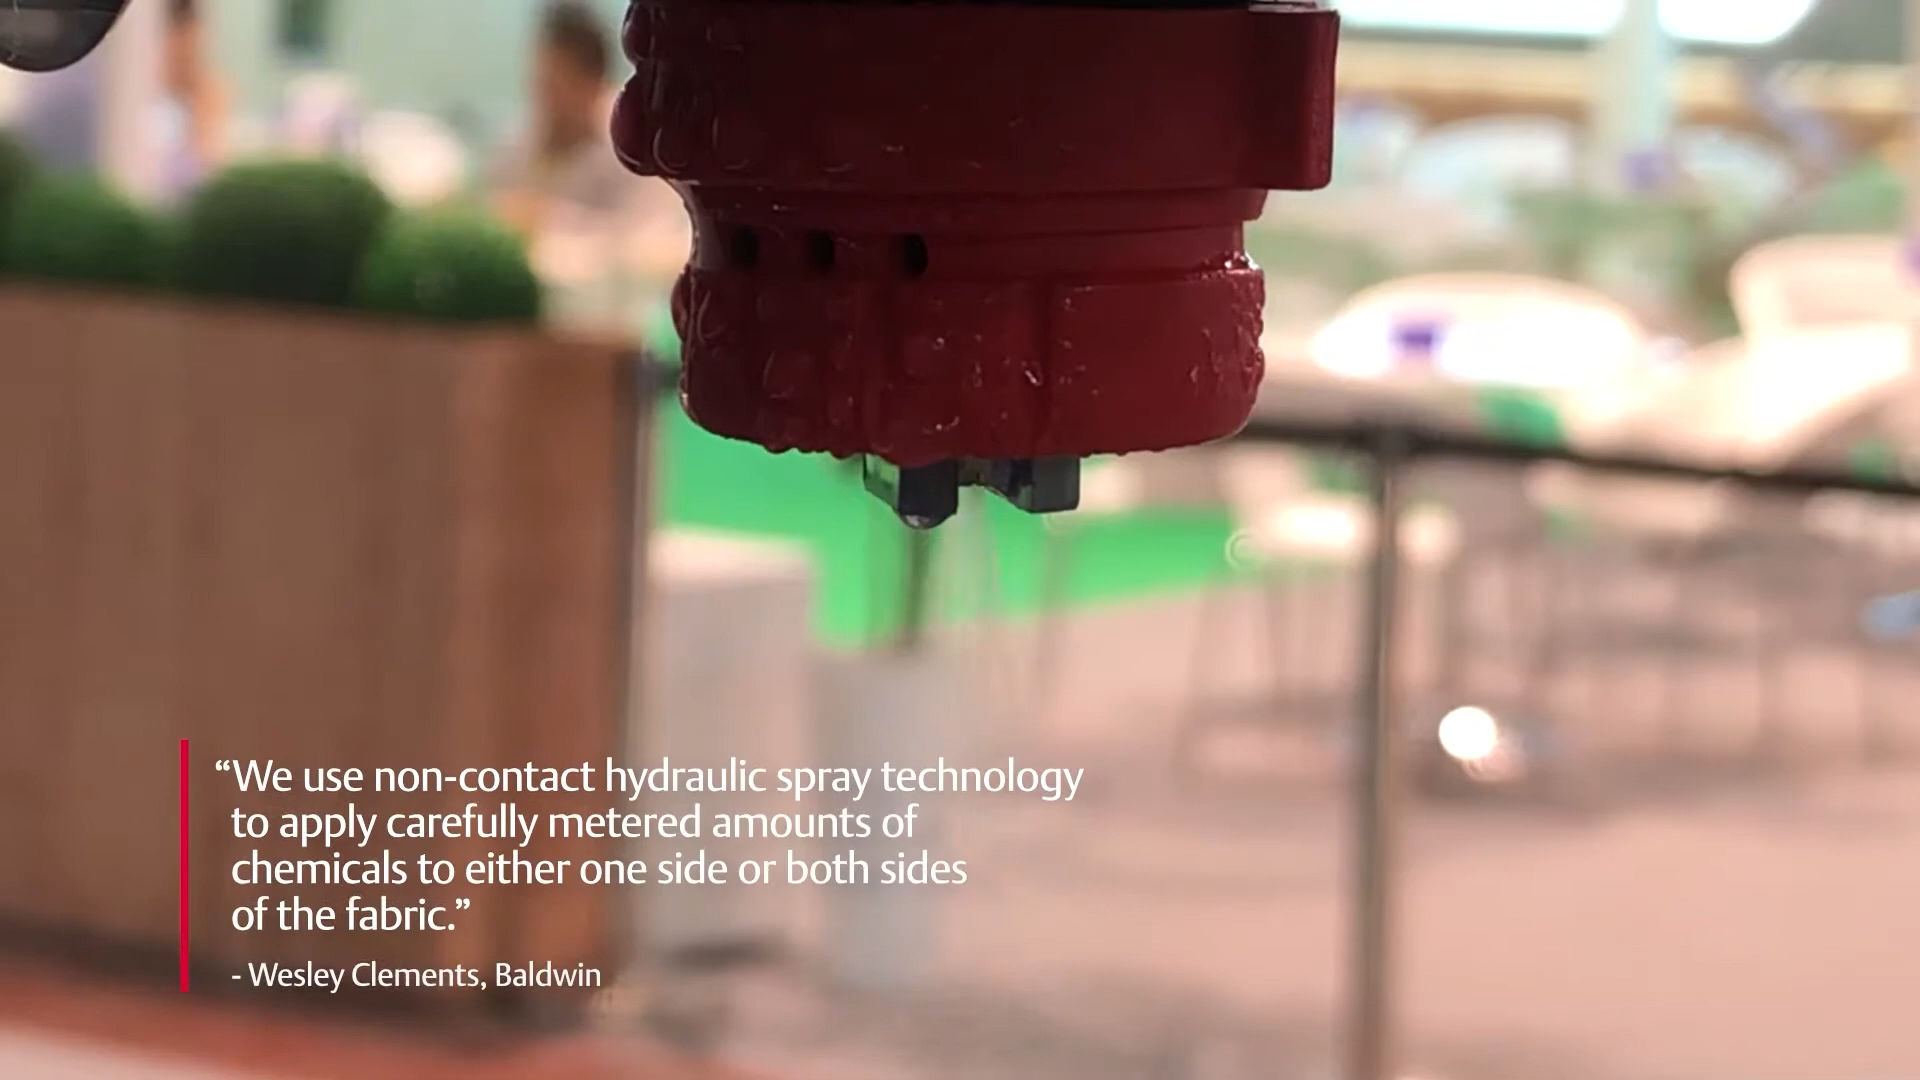 “We use non-contact hydraulic spray technology
to apply carefully metered amounts of
chemicals to either one side or both sides
of the fabric.”
- Wesley Clements, Baldwin